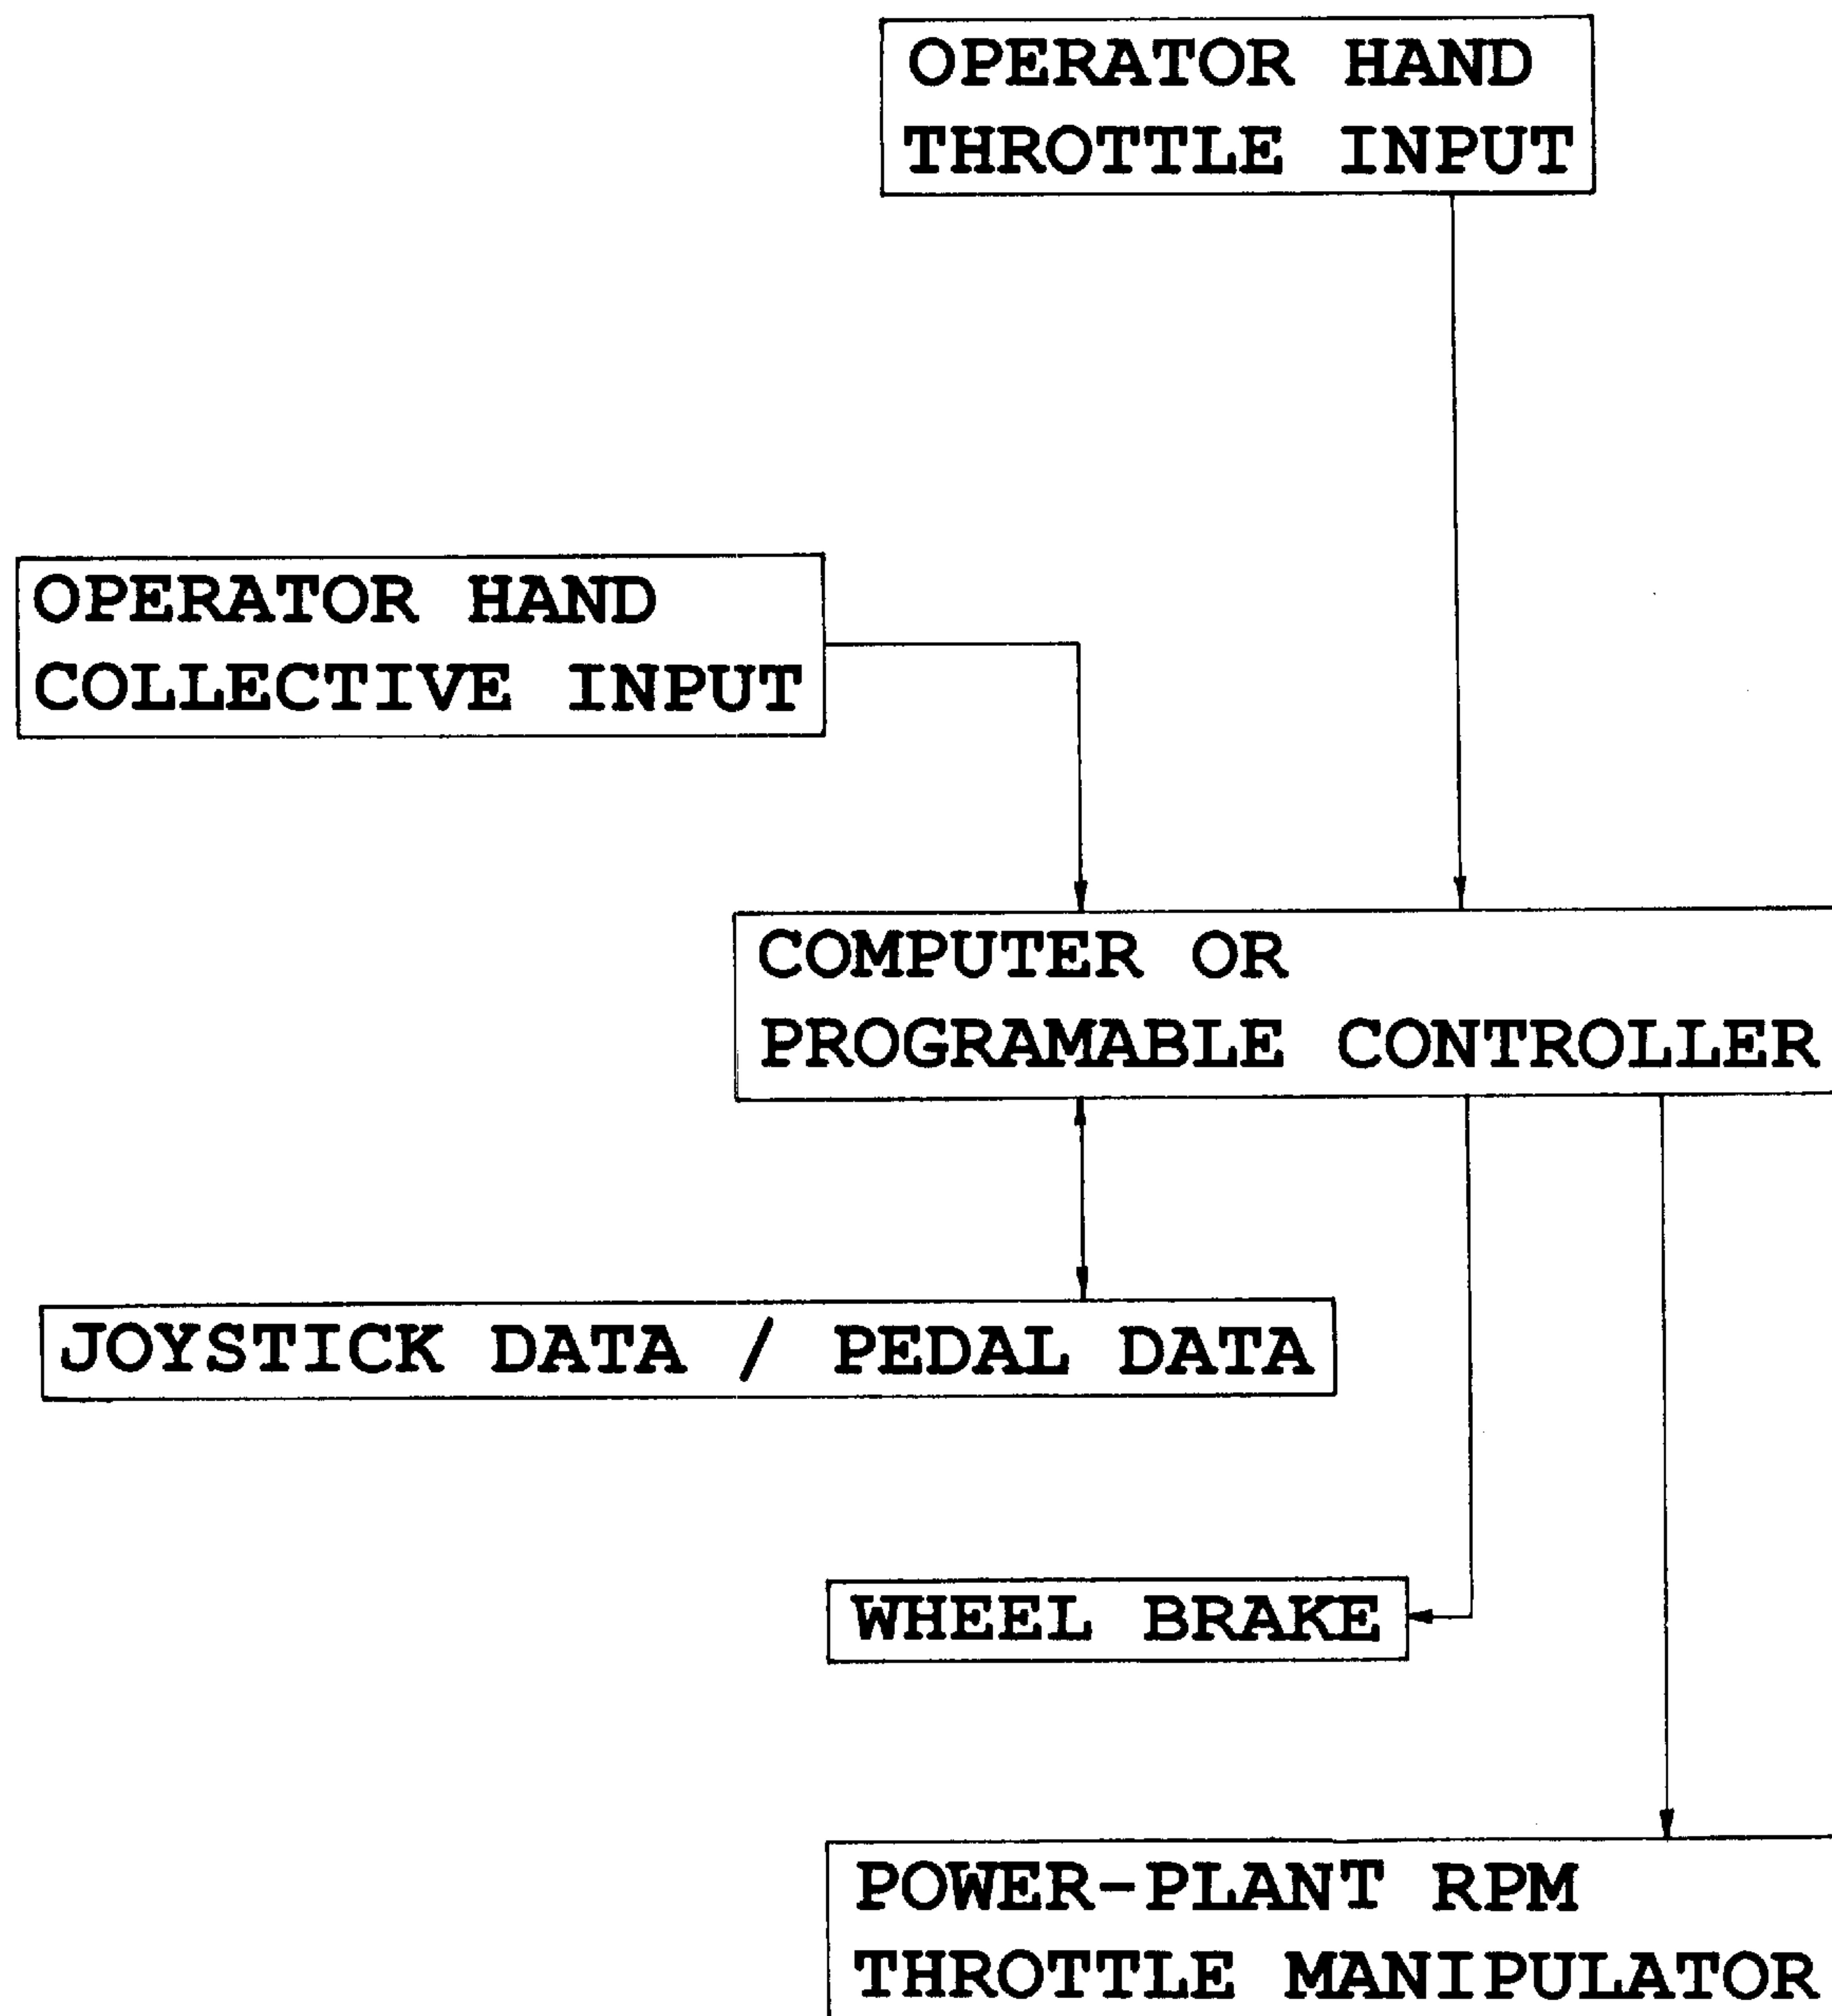 OPERATOR HAND
THROTTLE INPUT
OPERATOR HAND
COLLECTIVE INPUT
COMPUTER OR
PROGRAMABLE CONTROLLER
JOYSTICK DATA / PEDAL DATA
WHEEL BRAKE
POWER-PLANT RPM
THROTTLE MANIPULATOR